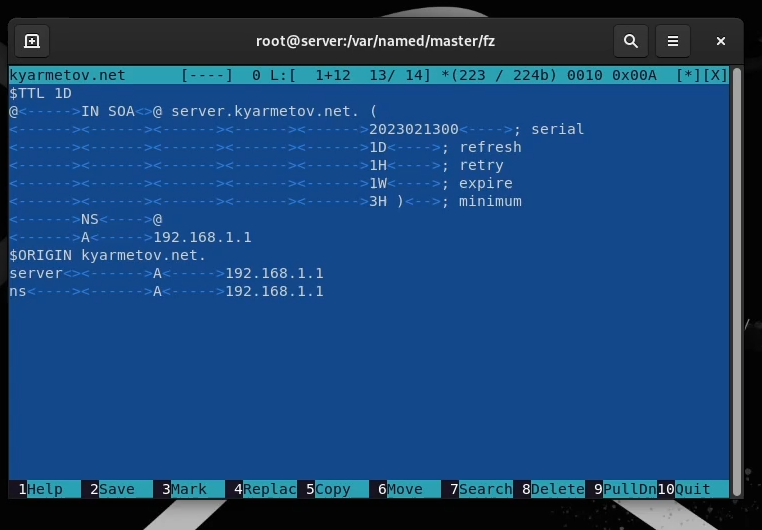 root@server:/var/named/master/fz
kyarmetov.net      [----]  0 L:[  1+12  13/ 14] *(223 / 224b) 0010 0x00A  [*][X]
$TTL 1D
@<----->IN SOA<>@ server.kyarmetov.net. (
<------><------><------><------><------>2023021300<---->; serial
<------><------><------><------><------>1D<---->; refresh
<------><------><------><------><------>1H<---->; retry
<------><------><------><------><------>1W<---->; expire
<------><------><------><------><------>3H )<-->; minimum
<------>NS<---->@
<------>A<----->192.168.1.1
$ORIGIN kyarmetov.net.
server<><------>A<----->192.168.1.1
ns<----><------>A<----->192.168.1.1
1Help  2Save  3Mark  4Replac 5Copy  6Move  7Search 8Delete 9PullDn10Quit